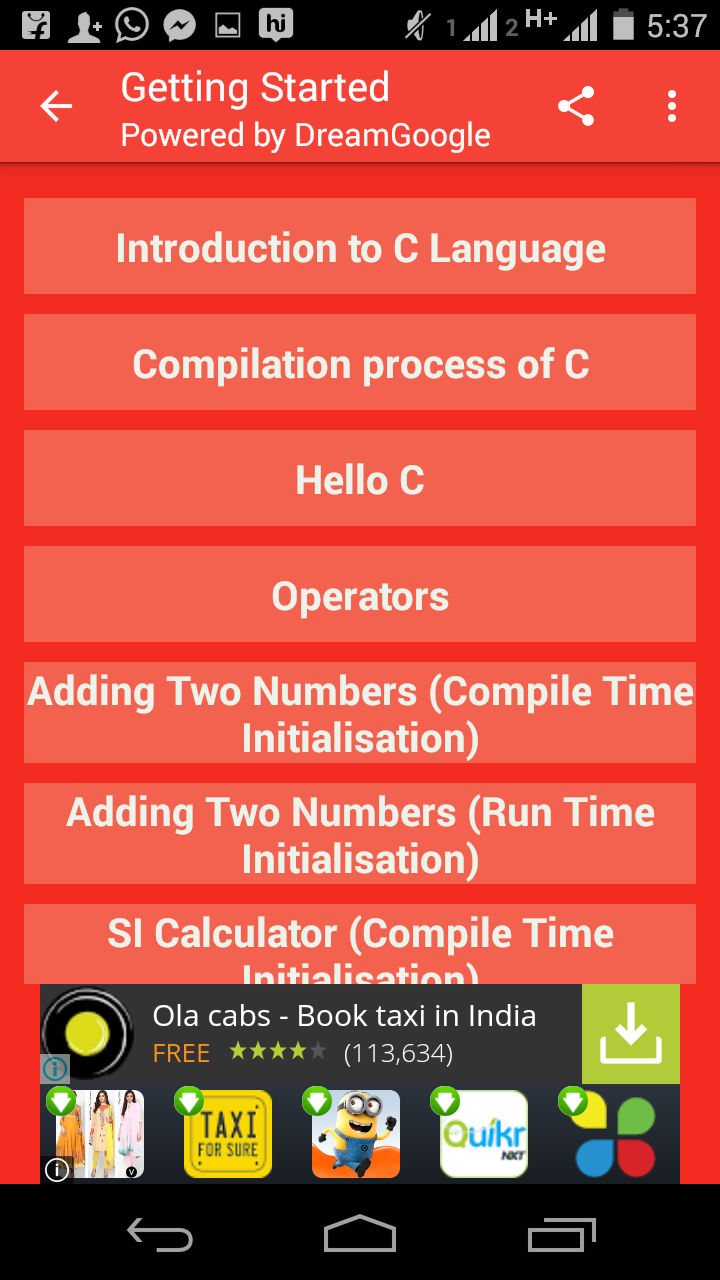 hi 1 2 H+ 5:37
Getting Started
Powered by DreamGoogle
Introduction to C Language
Compilation process of C
Hello C
Operators
Adding Two Numbers (Compile Time
Initialisation)
Adding Two Numbers (Run Time
Initialisation)
SI Calculator (Compile Time
Initialisation)
Ola cabs - Book taxi in India
FREE (113,634)
TAXI
FOR SURE
Quikr
NXT